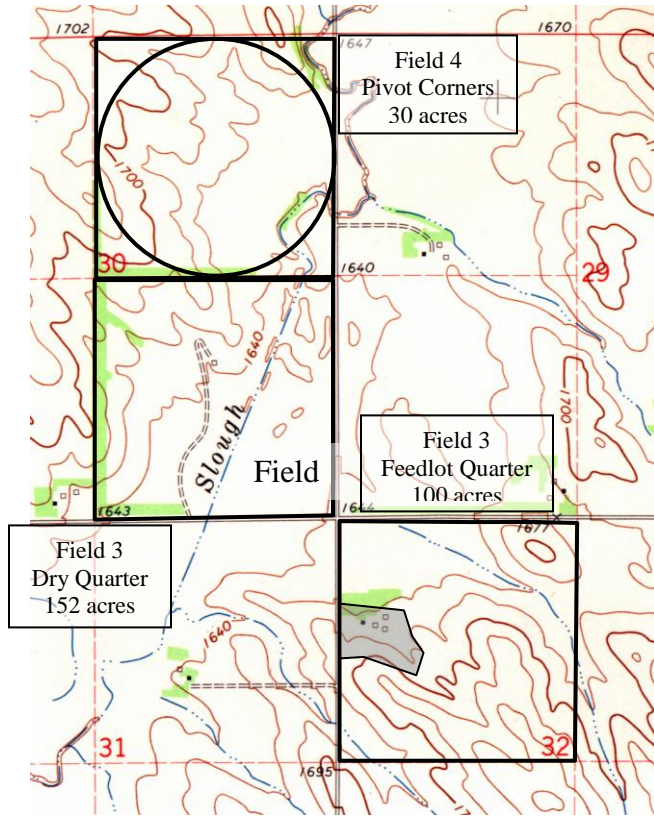 1702
1647
1670
Field 4
Pivot Corners
30 acres
1700
30
1640
29
1640
1700
Slough
Field
Field 3
Feedlot Quarter
100 acres
1643
1644
1677
Field 3
Dry Quarter
152 acres
1640
31
32
1695
1700